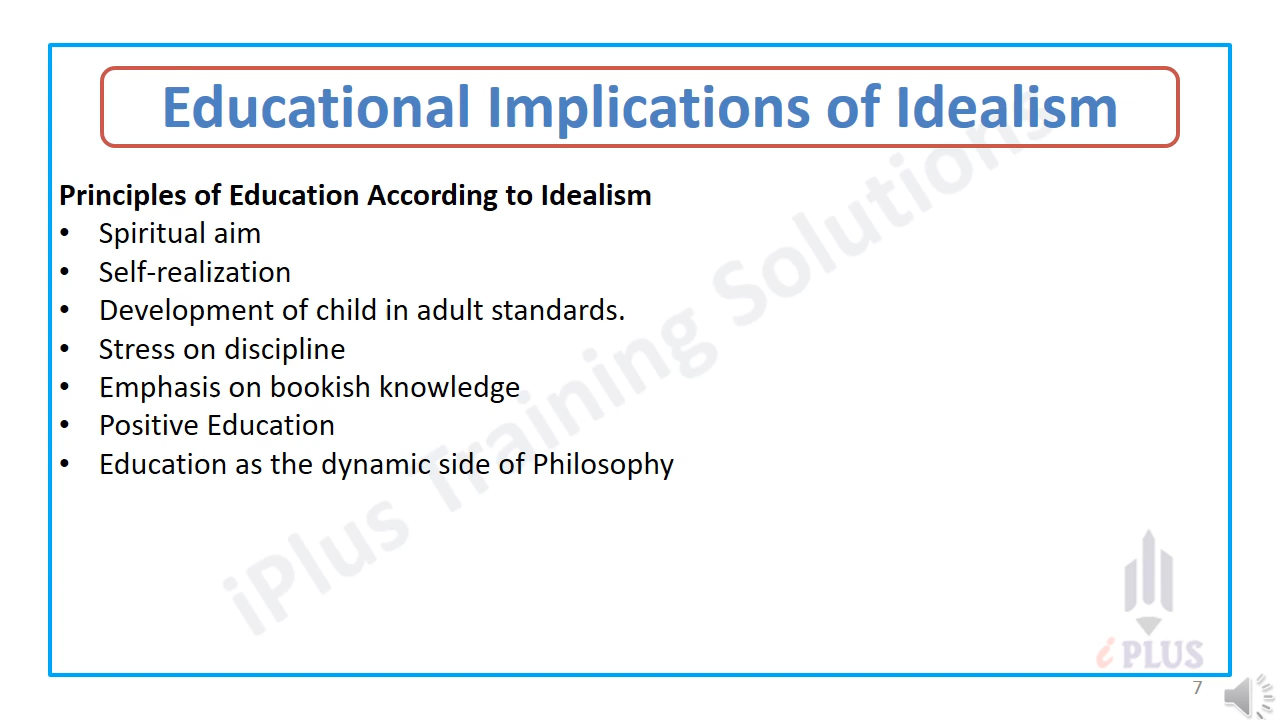 Educational Implications of Idealism
Principles of Education According to Idealism
• Spiritual aim
• Self-realization
• Development of child in adult standards.
• Stress on discipline
• Emphasis on bookish knowledge
• Positive Education
• Education as the dynamic side of Philosophy
iPlus Training Solutions
i PLUS
7